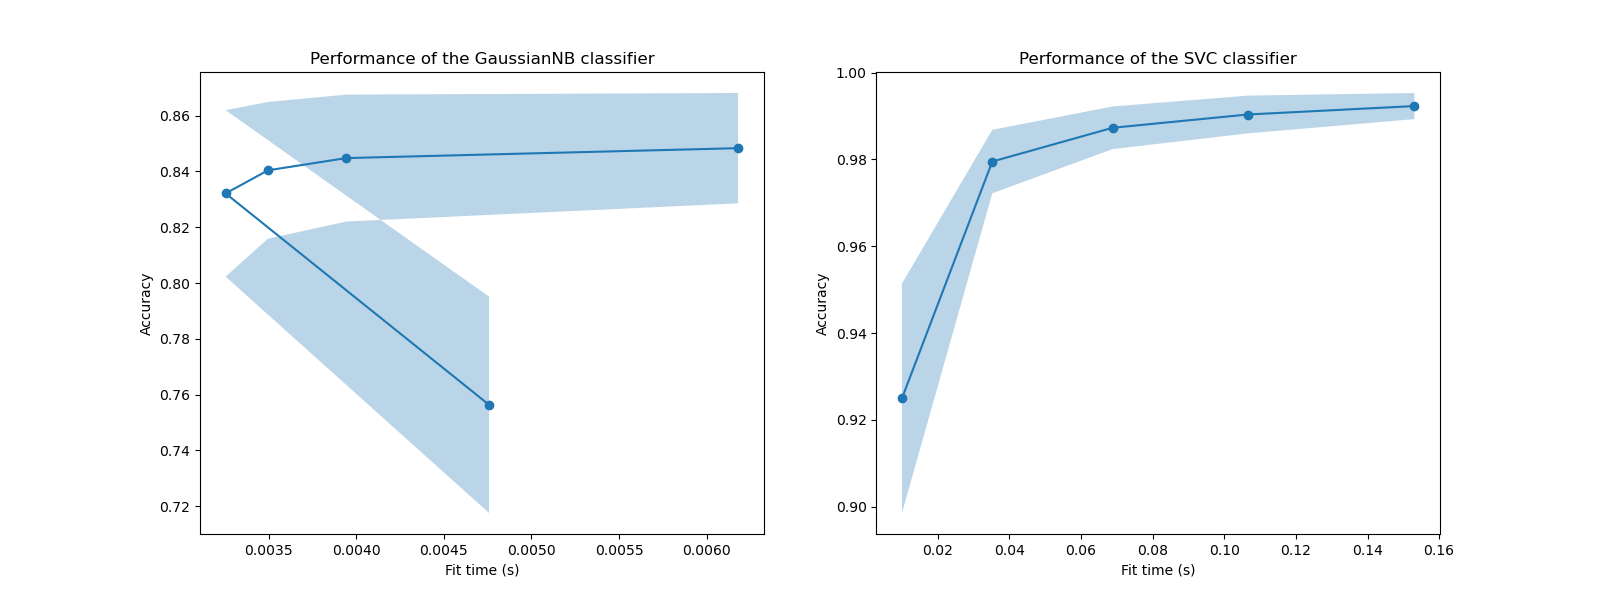 Performance of the GaussianNB classifier
0.86
0.84
0.82
0.80
0.78
0.76
0.74
0.72
Accuracy
0.0035 0.0040 0.0045 0.0050 0.0055 0.0060
Fit time (s)
Performance of the SVC classifier
1.00
0.98
0.96
0.94
0.92
0.90
Accuracy
0.02 0.04 0.06 0.08 0.10 0.12 0.14 0.16
Fit time (s)